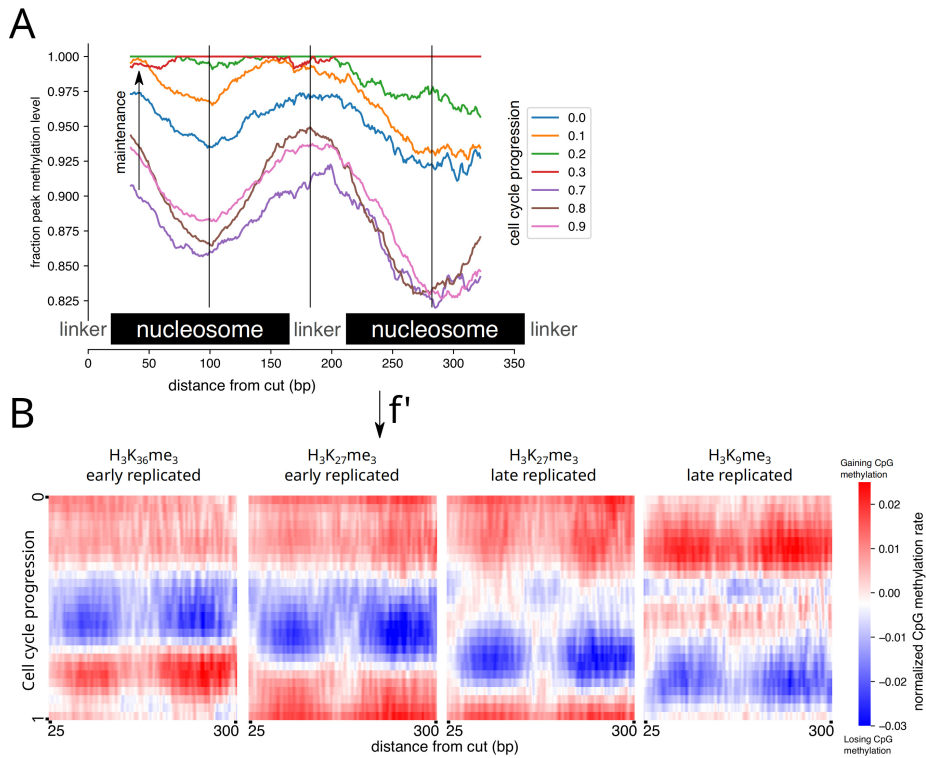 A
fraction peak methylation level
1.000
0.975
0.950
0.925
0.900
0.875
0.850
0.825
maintenance
cell cycle progression
0.0
0.1
0.2
0.3
0.7
0.8
0.9
linker nucleosome linker nucleosome linker
0 50 100 150 200 250 300 350
distance from cut (bp)
f'
B
H₃K₃₆me₃
early replicated
H₃K₂₇me₃
early replicated
H₃K₂₇me₃
late replicated
H₃K₉me₃
late replicated
Gaining CpG
methylation
Cell cycle progression
0
1
0.02
0.01
0.00
−0.01
−0.02
−0.03
normalized CpG methylation rate
25 300 25 300 25 300 25 300
distance from cut (bp)
Losing CpG
methylation